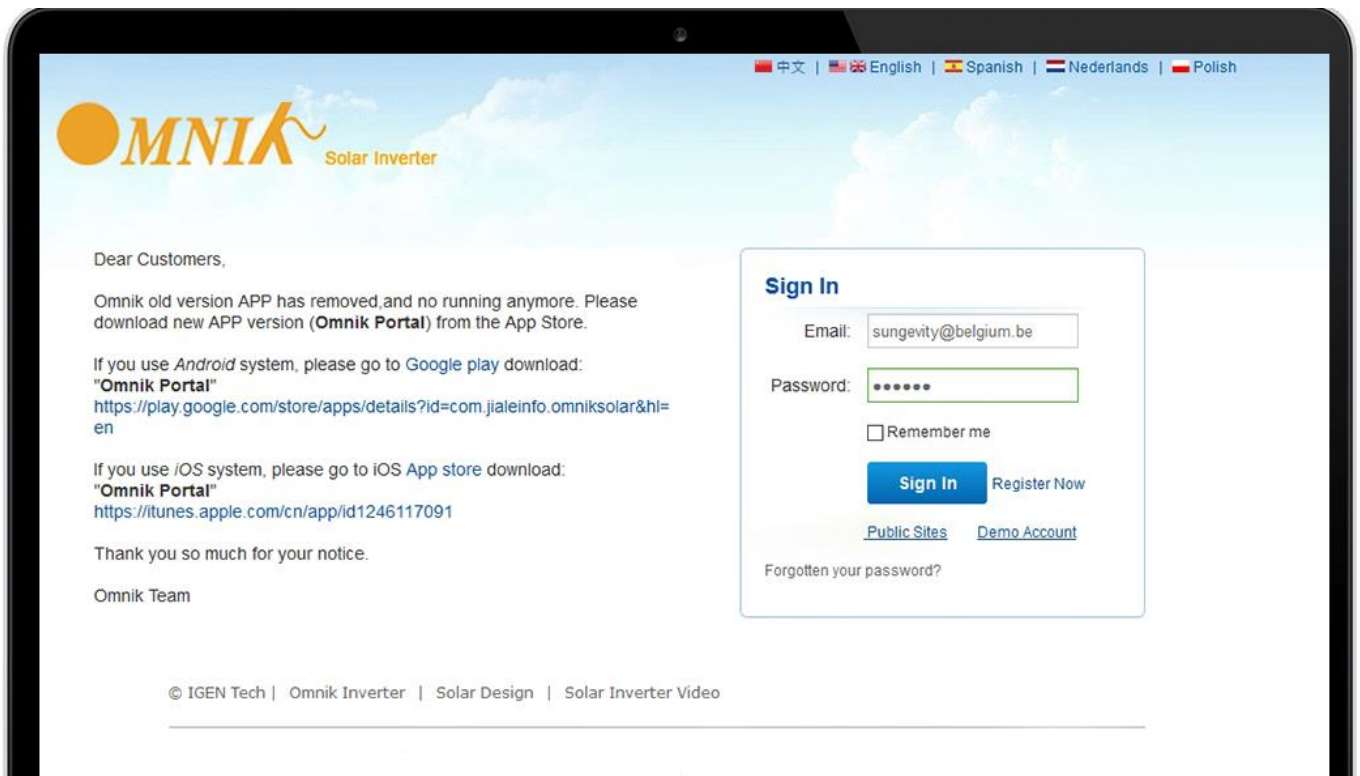 中文 | English | Spanish | Nederlands | Polish
OMNIK Solar Inverter
Dear Customers,
Omnik old version APP has removed,and no running anymore. Please
download new APP version (Omnik Portal) from the App Store.
If you use Android system, please go to Google play download:
"Omnik Portal"
https://play.google.com/store/apps/details?id=com.jialeinfo.omniksolar&hl=
en
If you use iOS system, please go to iOS App store download:
"Omnik Portal"
https://itunes.apple.com/cn/app/id1246117091
Thank you so much for your notice.
Omnik Team
Sign In
Email: sungevity@belgium.be
Password: ●●●●●●
Remember me
Sign In Register Now
Public Sites Demo Account
Forgotten your password?
© IGEN Tech | Omnik Inverter | Solar Design | Solar Inverter Video